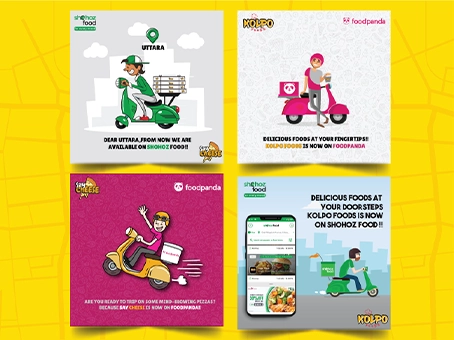 shohoz
food
UTTARA
DEAR UTTARA,FROM NOW WE ARE
AVAILABLE ON SHOHOZ FOOD!!
SAY
CHEESE
KOLPO
FOODS
foodpanda
DELICIOUS FOODS AT YOUR FINGERTIPS!!
KOLPO FOODS IS NOW ON FOODPANDA
SAY
CHEESE
foodpanda
foodpanda
ARE YOU READY TO TRIP ON SOME MIND-BLOWING PIZZAS?
BECAUSE SAY CHEESE IS NOW ON FOODPANDA!!
shohoz
food
DELICIOUS FOODS AT
YOUR DOORSTEPS
KOLPO FOODS IS NOW
ON SHOHOZ FOOD !!
KOLPO
FOODS